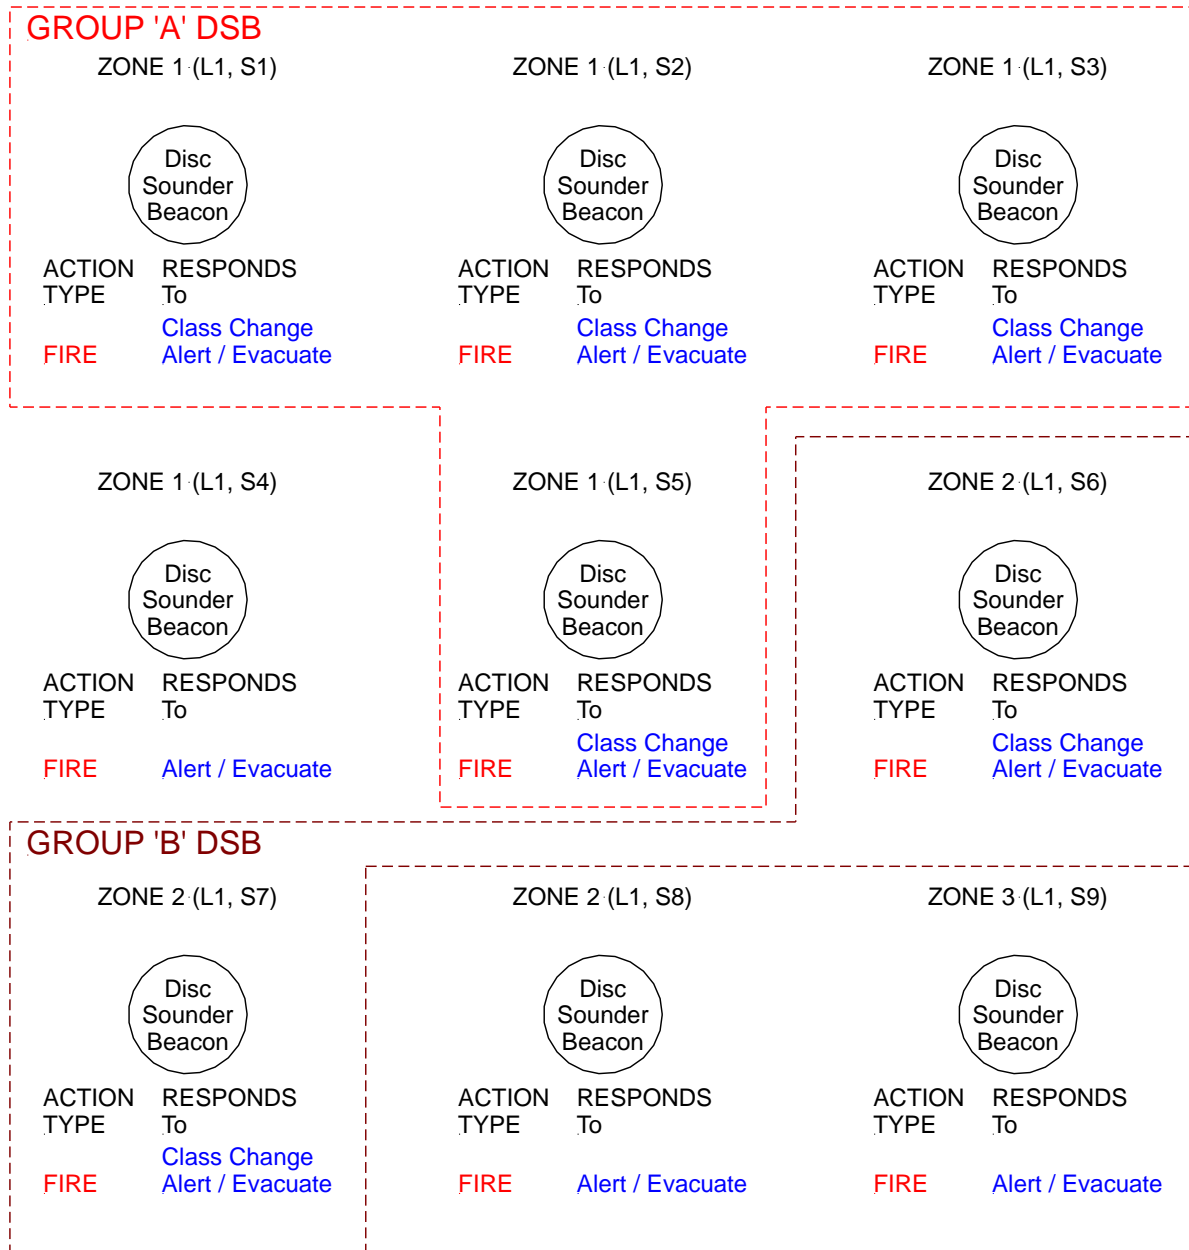 GROUP 'A' DSB
ZONE 1 (L1, S1)
Disc
Sounder
Beacon
ACTION RESPONDS
TYPE To
Class Change
FIRE Alert / Evacuate
ZONE 1 (L1, S2)
Disc
Sounder
Beacon
ACTION RESPONDS
TYPE To
Class Change
FIRE Alert / Evacuate
ZONE 1 (L1, S3)
Disc
Sounder
Beacon
ACTION RESPONDS
TYPE To
Class Change
FIRE Alert / Evacuate
ZONE 1 (L1, S4)
Disc
Sounder
Beacon
ACTION RESPONDS
TYPE To
FIRE Alert / Evacuate
ZONE 1 (L1, S5)
Disc
Sounder
Beacon
ACTION RESPONDS
TYPE To
Class Change
FIRE Alert / Evacuate
ZONE 2 (L1, S6)
Disc
Sounder
Beacon
ACTION RESPONDS
TYPE To
Class Change
FIRE Alert / Evacuate
GROUP 'B' DSB
ZONE 2 (L1, S7)
Disc
Sounder
Beacon
ACTION RESPONDS
TYPE To
Class Change
FIRE Alert / Evacuate
ZONE 2 (L1, S8)
Disc
Sounder
Beacon
ACTION RESPONDS
TYPE To
FIRE Alert / Evacuate
ZONE 3 (L1, S9)
Disc
Sounder
Beacon
ACTION RESPONDS
TYPE To
FIRE Alert / Evacuate